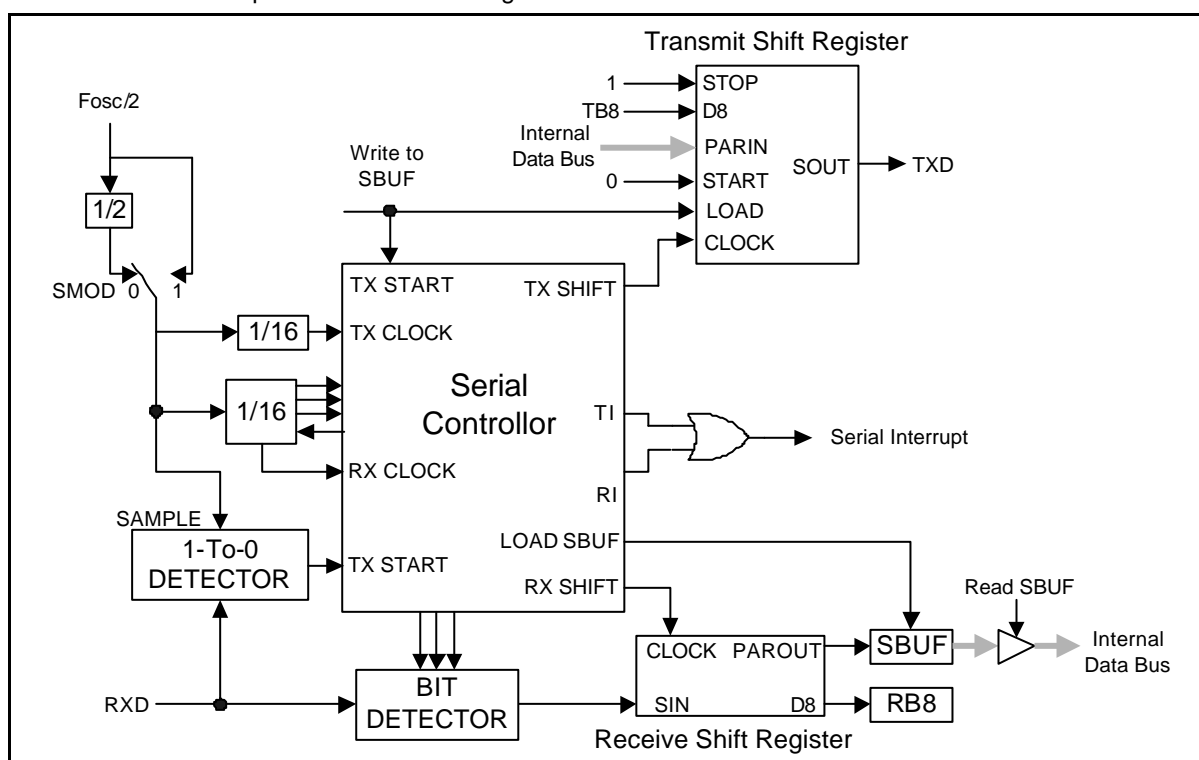 Transmit Shift Register
STOP
D8
PARIN
START
LOAD
CLOCK
SOUT
TXD
1
TB8
Internal
Data Bus
0
Fosc/2
1/2
SMOD 0 1
Write to
SBUF
TX START
TX SHIFT
1/16
TX CLOCK
1/16
Serial
Controllor
TI
Serial Interrupt
RX CLOCK
RI
SAMPLE
1-To-0
DETECTOR
TX START
LOAD SBUF
RX SHIFT
Read SBUF
CLOCK PAROUT
SBUF
Internal
Data Bus
RXD
BIT
DETECTOR
SIN D8
RB8
Receive Shift Register